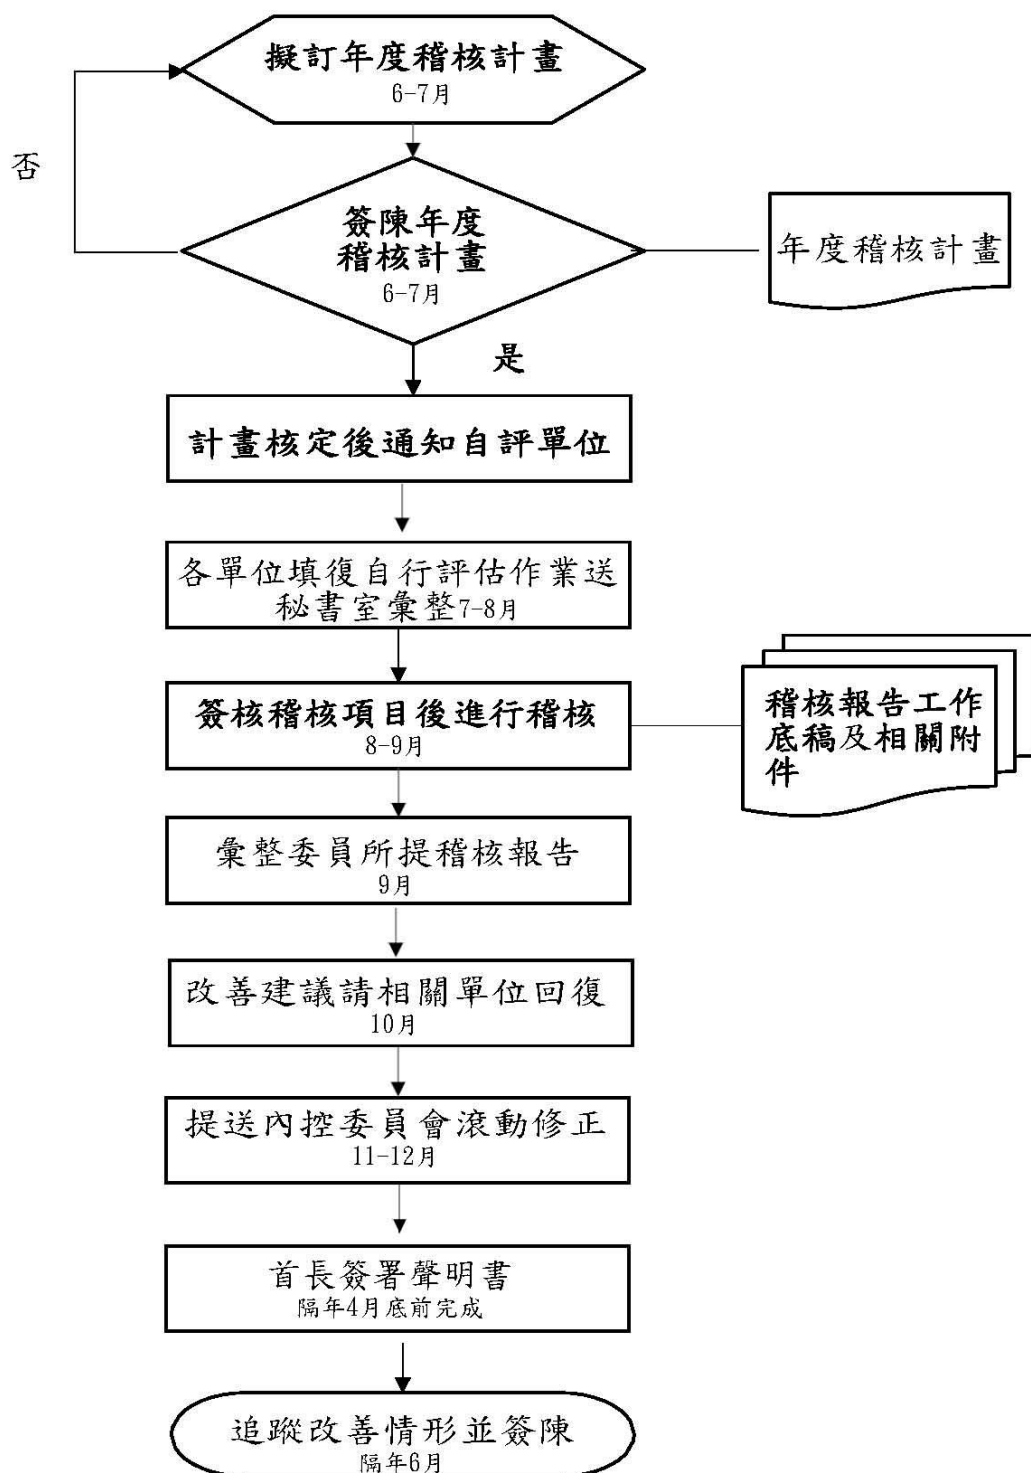 擬訂年度稽核計畫
6-7月
否
簽陳年度
稽核計畫
6-7月
年度稽核計畫
是
計畫核定後通知自評單位
各單位填復自行評估作業送
秘書室彙整7-8月
簽核稽核項目後進行稽核
8-9月
稽核報告工作
底稿及相關附
件
彙整委員所提稽核報告
9月
改善建議請相關單位回復
10月
提送內控委員會滾動修正
11-12月
首長簽署聲明書
隔年4月底前完成
追蹤改善情形並簽陳
隔年6月